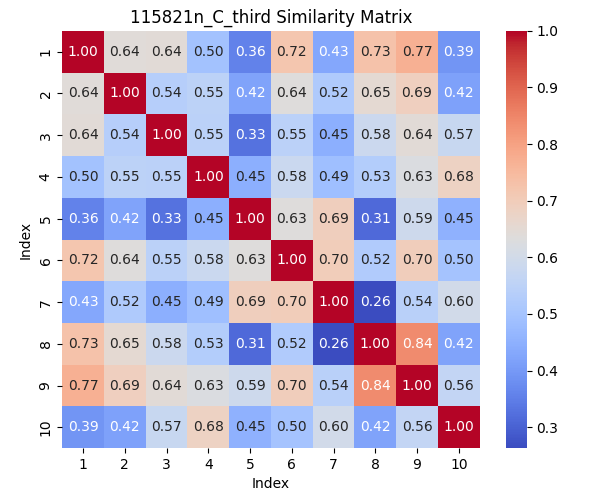 115821n_C_third Similarity Matrix
1 1.00 0.64 0.64 0.50 0.36 0.72 0.43 0.73 0.77 0.39
2 0.64 1.00 0.54 0.55 0.42 0.64 0.52 0.65 0.69 0.42
3 0.64 0.54 1.00 0.55 0.33 0.55 0.45 0.58 0.64 0.57
4 0.50 0.55 0.55 1.00 0.45 0.58 0.49 0.53 0.63 0.68
5 0.36 0.42 0.33 0.45 1.00 0.63 0.69 0.31 0.59 0.45
6 0.72 0.64 0.55 0.58 0.63 1.00 0.70 0.52 0.70 0.50
7 0.43 0.52 0.45 0.49 0.69 0.70 1.00 0.26 0.54 0.60
8 0.73 0.65 0.58 0.53 0.31 0.52 0.26 1.00 0.84 0.42
9 0.77 0.69 0.64 0.63 0.59 0.70 0.54 0.84 1.00 0.56
10 0.39 0.42 0.57 0.68 0.45 0.50 0.60 0.42 0.56 1.00
1 2 3 4 5 6 7 8 9 10
Index
Index
1.0
0.9
0.8
0.7
0.6
0.5
0.4
0.3